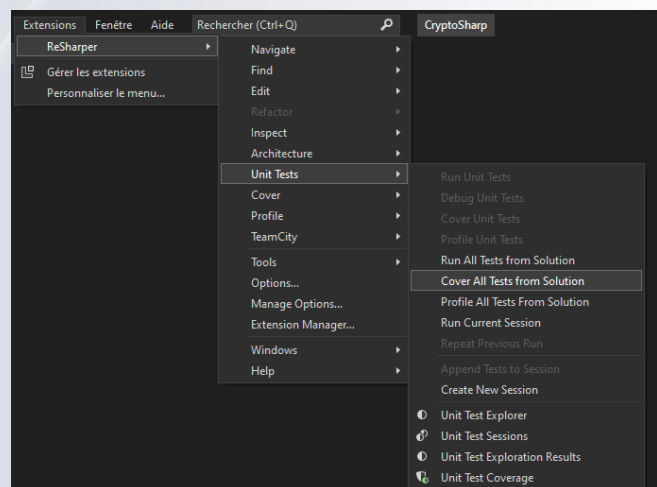 Extensions Fenêtre Aide Rechercher (Ctrl+Q) CryptoSharp
ReSharper
Gérer les extensions
Personnaliser le menu...
Navigate
Find
Edit
Refactor
Inspect
Architecture
Unit Tests
Cover
Profile
TeamCity
Tools
Options...
Manage Options...
Extension Manager...
Windows
Help
Run Unit Tests
Debug Unit Tests
Cover Unit Tests
Profile Unit Tests
Run All Tests from Solution
Cover All Tests from Solution
Profile All Tests From Solution
Run Current Session
Repeat Previous Run
Append Tests to Session
Create New Session
Unit Test Explorer
Unit Test Sessions
Unit Test Exploration Results
Unit Test Coverage